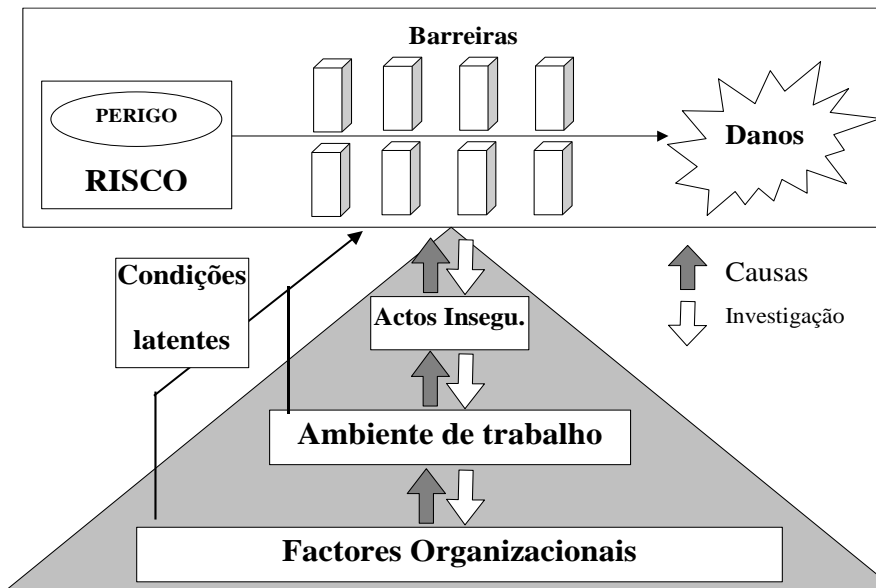 Barreiras
PERIGO
RISCO
Danos
Condições
latentes
Causas
Investigação
Actos Insegu.
Ambiente de trabalho
Factores Organizacionais